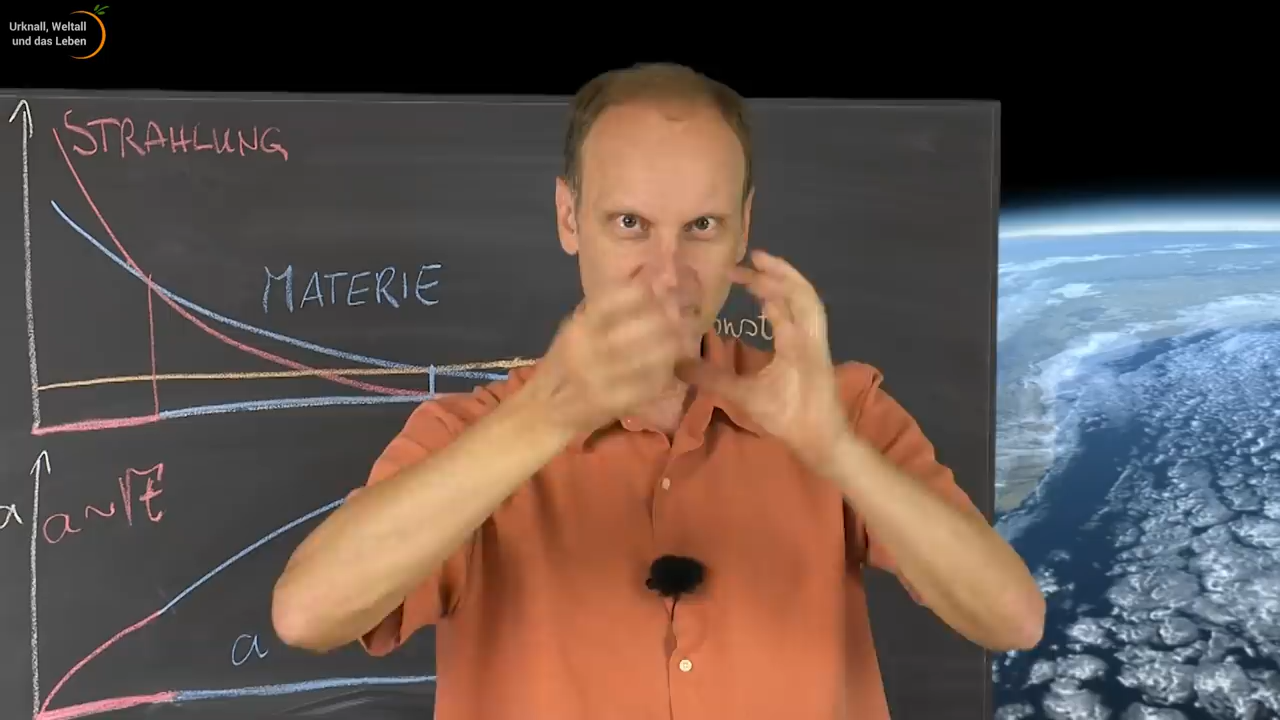 Urknall, Weltall
und das Leben
STRAHLUNG
MATERIE
a
a~√t
a